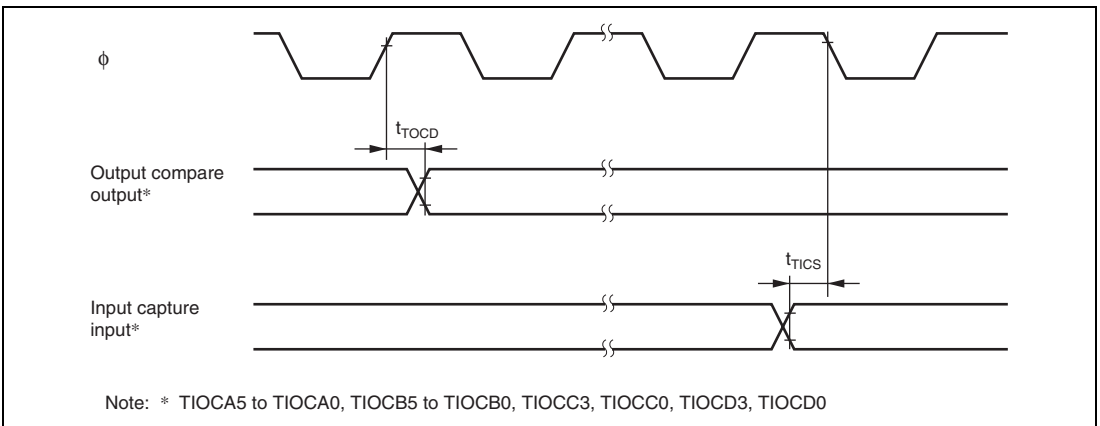 ϕ
tTOCD
Output compare
output*
tTICS
Input capture
input*
Note: * TIOCA5 to TIOCA0, TIOCB5 to TIOCB0, TIOCC3, TIOCC0, TIOCD3, TIOCD0